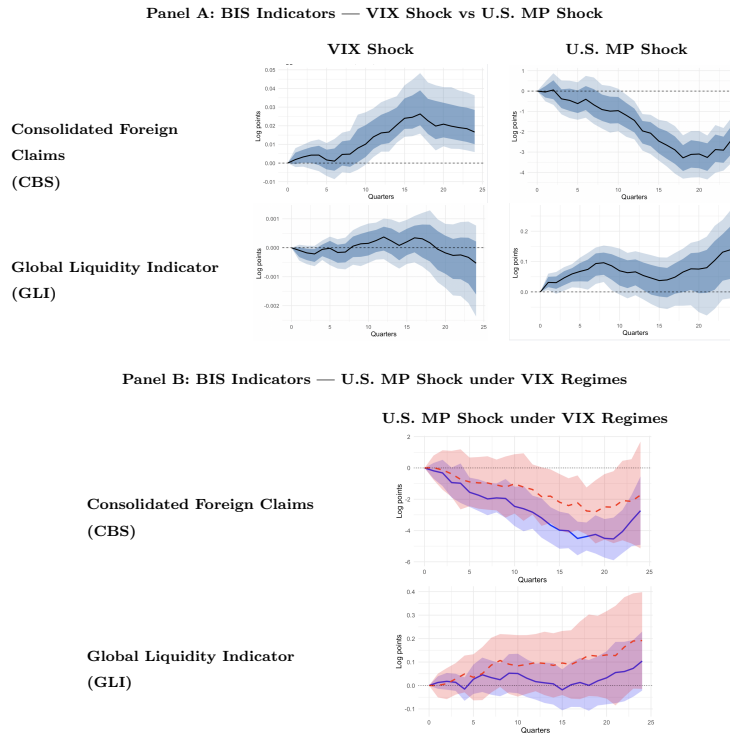 Panel A: BIS Indicators — VIX Shock vs U.S. MP Shock
VIX Shock
U.S. MP Shock
Consolidated Foreign
Claims
(CBS)
Log points
0.05
0.04
0.03
0.02
0.01
0.00
-0.01
0 5 10 15 20 25
Quarters
Log points
1
0
-1
-2
-3
-4
0 5 10 15 20
Quarters
Global Liquidity Indicator
(GLI)
Log points
0.001
0.000
-0.001
-0.002
0 5 10 15 20 25
Quarters
Log points
0.2
0.1
0.0
0 5 10 15 20
Quarters
Panel B: BIS Indicators — U.S. MP Shock under VIX Regimes
U.S. MP Shock under VIX Regimes
Consolidated Foreign Claims
(CBS)
Log points
2
0
-2
-4
-6
0 5 10 15 20 25
Quarters
Global Liquidity Indicator
(GLI)
Log points
0.4
0.3
0.2
0.1
0.0
-0.1
0 5 10 15 20 25
Quarters